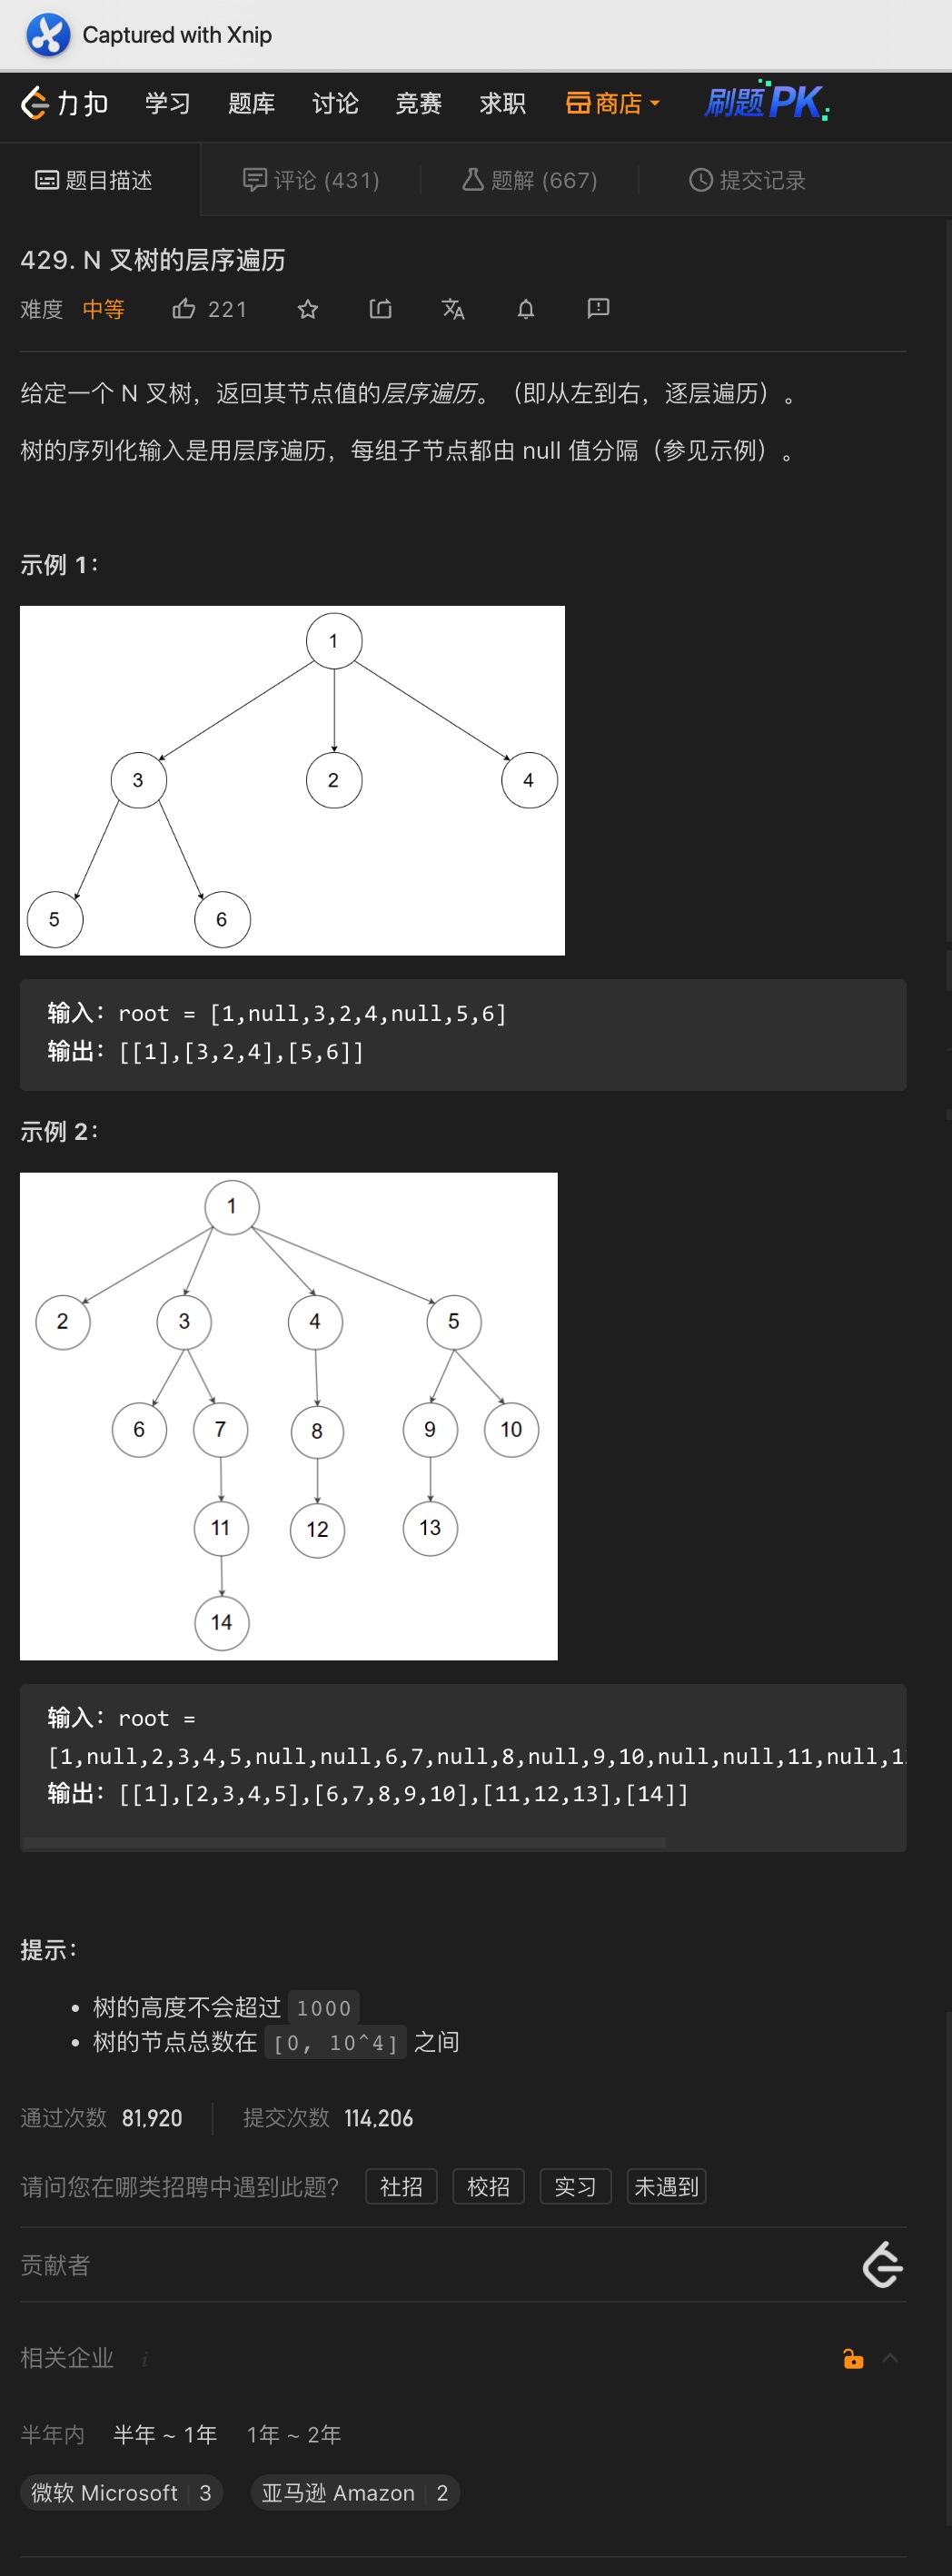 Captured with Xnip
力扣 学习 题库 讨论 竞赛 求职 商店 刷题PK
题目描述 评论 (431) 题解 (667) 提交记录
429. N 叉树的层序遍历
难度 中等 221
给定一个 N 叉树，返回其节点值的层序遍历。（即从左到右，逐层遍历）。
树的序列化输入是用层序遍历，每组子节点都由 null 值分隔（参见示例）。
示例 1：
1
3 2 4
5 6
输入：root = [1,null,3,2,4,null,5,6]
输出：[[1],[3,2,4],[5,6]]
示例 2：
1
2 3 4 5
6 7 8 9 10
11 12 13
14
输入：root =
[1,null,2,3,4,5,null,null,6,7,null,8,null,9,10,null,null,11,null,1
输出：[[1],[2,3,4,5],[6,7,8,9,10],[11,12,13],[14]]
提示：
• 树的高度不会超过 1000
• 树的节点总数在 [0, 10^4] 之间
通过次数 81,920 提交次数 114,206
请问您在哪类招聘中遇到此题？ 社招 校招 实习 未遇到
贡献者
相关企业 i
半年内 半年 ~ 1年 1年 ~ 2年
微软 Microsoft 3 亚马逊 Amazon 2